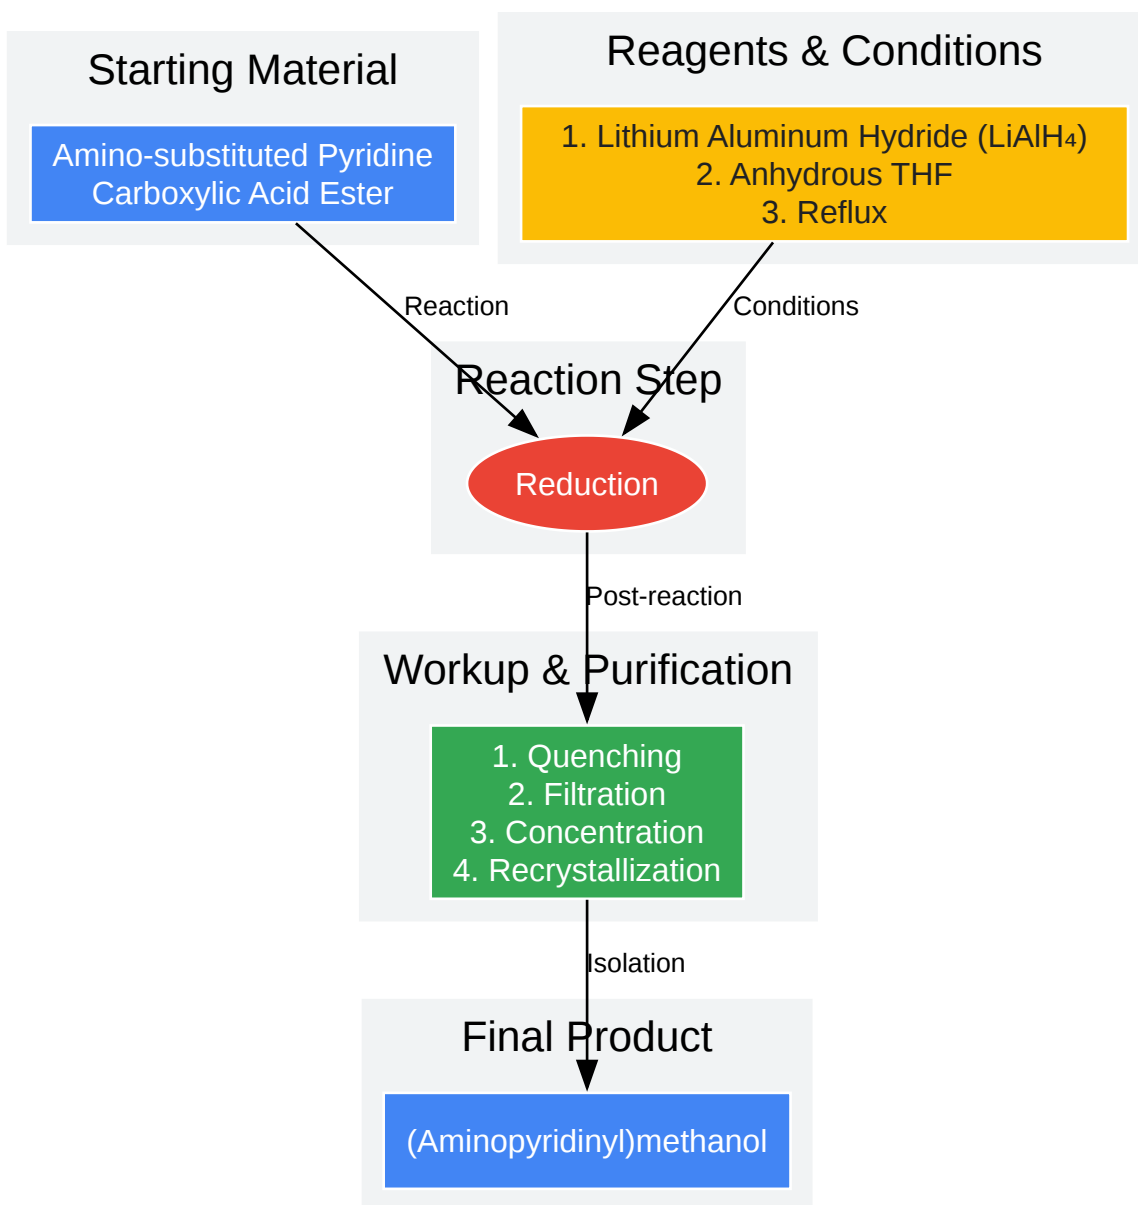 Starting Material
Amino-substituted Pyridine
Carboxylic Acid Ester
Reagents & Conditions
1. Lithium Aluminum Hydride (LiAlH₄)
2. Anhydrous THF
3. Reflux
Reaction
Conditions
Reaction Step
Reduction
Post-reaction
Workup & Purification
1. Quenching
2. Filtration
3. Concentration
4. Recrystallization
Isolation
Final Product
(Aminopyridinyl)methanol